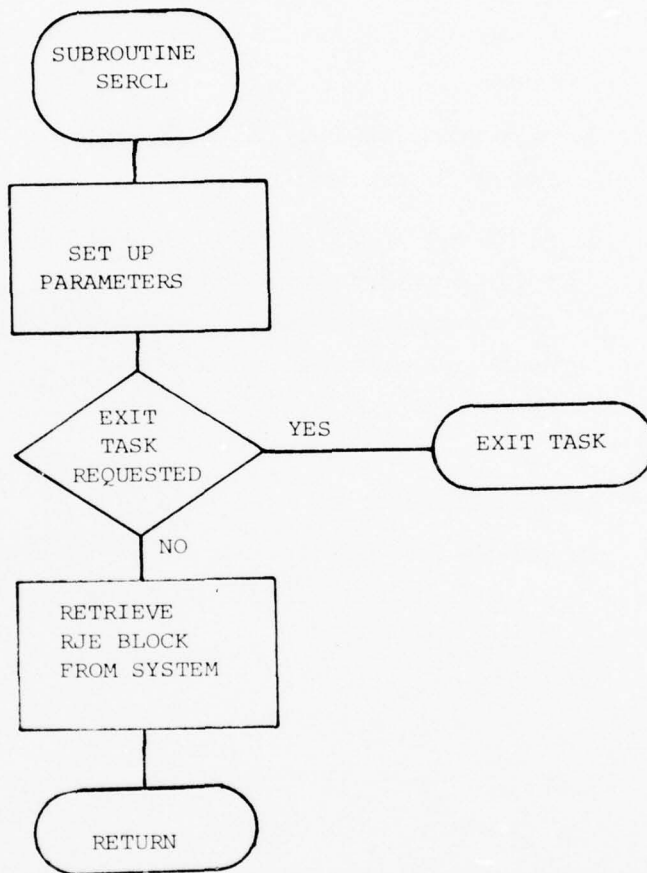 SUBROUTINE
SERCL
SET UP
PARAMETERS
EXIT
TASK
REQUESTED
YES
EXIT TASK
NO
RETRIEVE
RJE BLOCK
FROM SYSTEM
RETURN